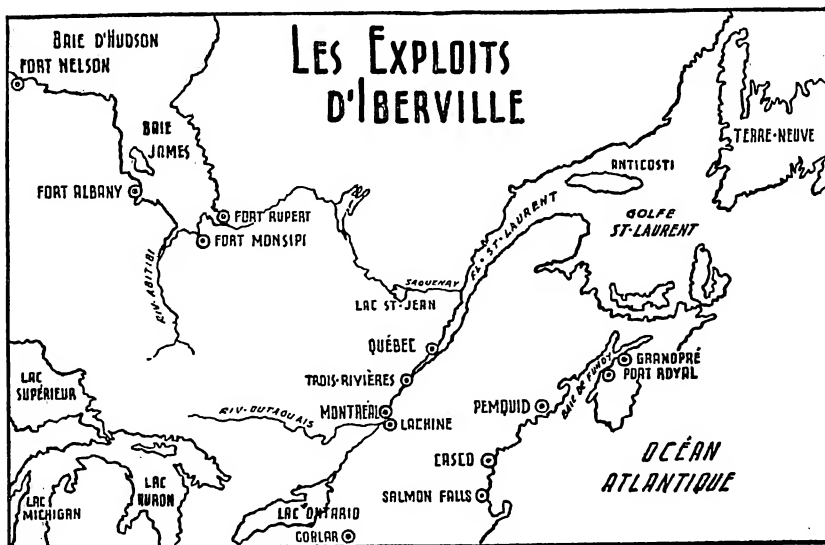 LES EXPLOITS
D'IBERVILLE
BAIE D'HUDSON
FORT NELSON
BAIE
JAMES
FORT ALBANY
FORT RUPERT
FORT MONSIPI
RIV-ABITIBI
TERRE-NEUVE
ANTICOSTI
GOLFE
ST-LAURENT
FL-ST-LAURENT
SAGUENAY
LAC ST-JEAN
QUÉBEC
TROIS-RIVIÈRES
MONTRÉAL
LACHINE
RIV-OUTAOUAIS
LAC
SUPÉRIEUR
LAC
MICHIGAN
LAC
HURON
LAC ONTARIO
CORLAR
GRANDPRÉ
PORT ROYAL
BAIE DE FUNDY
PEMQUID
CASCO
SALMON FALLS
OCÉAN
ATLANTIQUE